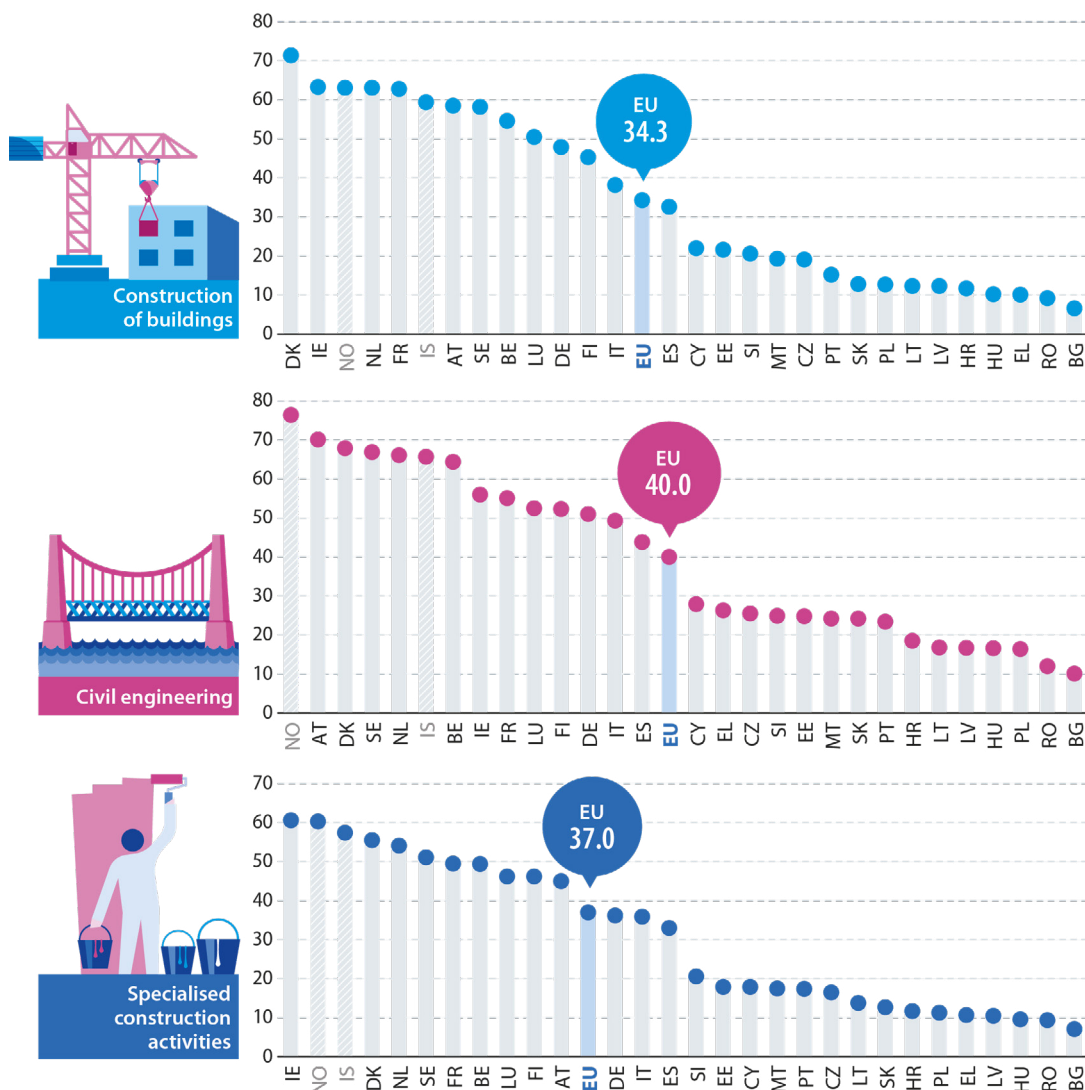 80
70
60
50
40
30
20
10
0
EU
34.3
Construction
of buildings
DK IE NO NL FR IS AT SE BE LU DE FI IT EU ES CY EE SI MT CZ PT SK PL LT LV HR HU EL RO BG
80
70
60
50
40
30
20
10
0
EU
40.0
Civil engineering
NO AT DK SE NL IS BE IE FR LU FI DE IT ES EU CY EL CZ SI EE MT SK PT HR LT LV HU PL RO BG
70
60
50
40
30
20
10
0
EU
37.0
Specialised
construction
activities
IE NO IS DK NL SE FR BE LU FI AT EU DE IT ES SI EE CY MT PT CZ LT SK HR PL EL LV HU RO BG